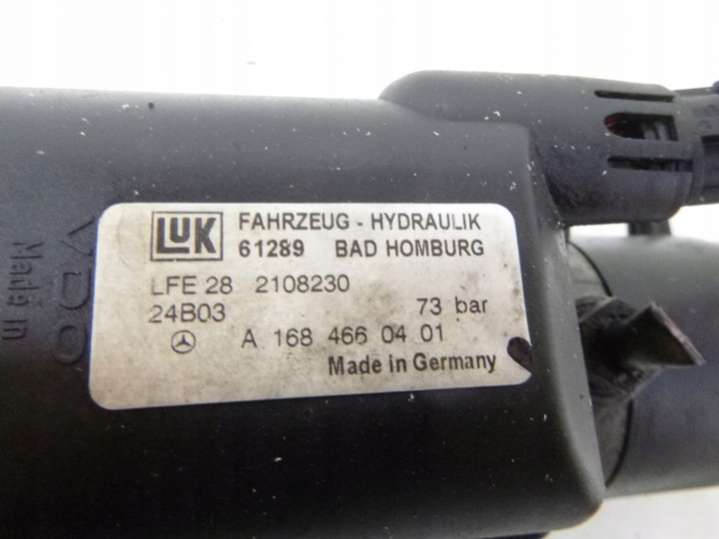 LUK
FAHRZEUG - HYDRAULIK
61289 BAD HOMBURG
LFE 28 2108230
24B03 73 bar
A 168 466 04 01
Made in Germany
VDO
Made in